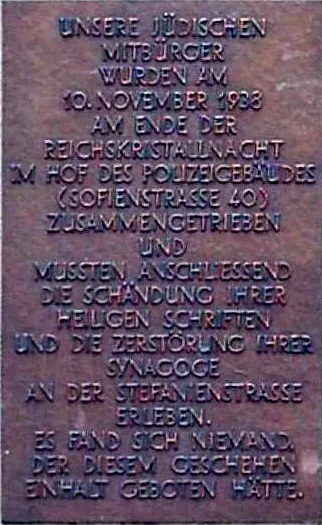 UNSERE JÜDISCHEN
MITBÜRGER
WURDEN AM
10. NOVEMBER 1938
AM ENDE DER
REICHSKRISTALLNACHT
IM HOF DES POLIZEIGEBÄUDES
(SOFIENSTRASSE 40)
ZUSAMMENGETRIEBEN
UND
MUSSTEN ANSCHLIESSEND
DIE SCHÄNDUNG IHRER
HEILIGEN SCHRIFTEN
UND DIE ZERSTÖRUNG IHRER
SYNAGOGE
AN DER STEFANIENSTRASSE
ERLEBEN.
ES FAND SICH NIEMAND,
DER DIESEM GESCHEHEN
EINHALT GEBOTEN HÄTTE.